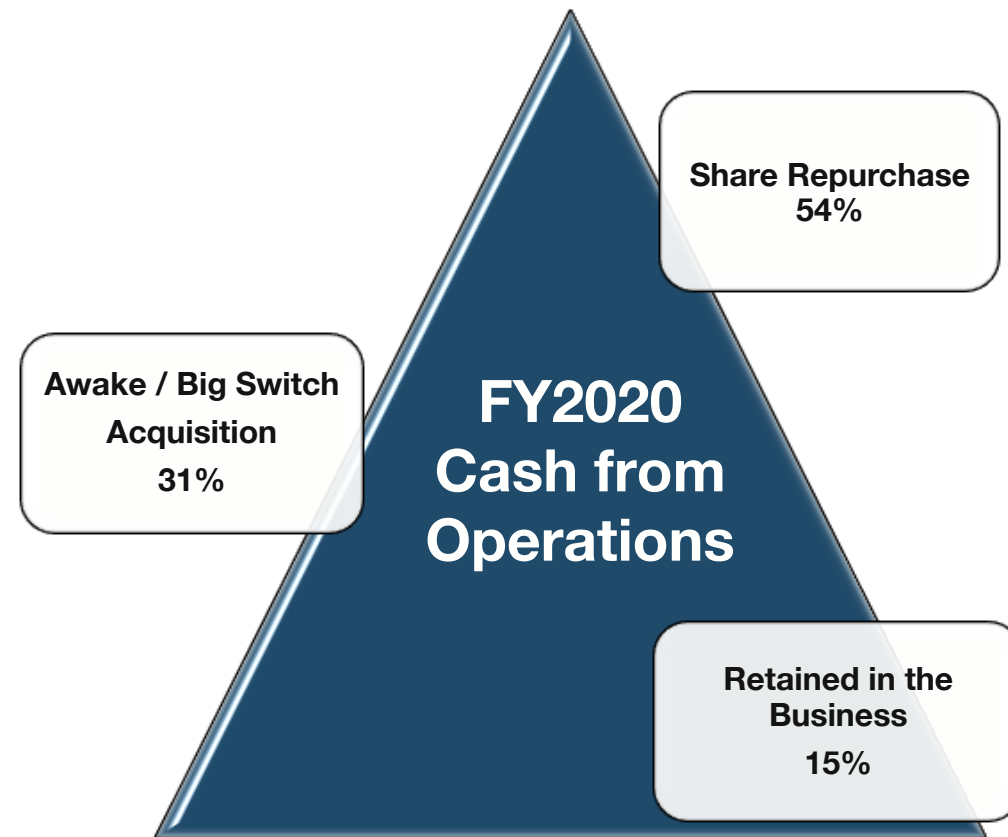 Share Repurchase
54%
Awake / Big Switch
Acquisition
31%
FY2020
Cash from
Operations
Retained in the
Business
15%